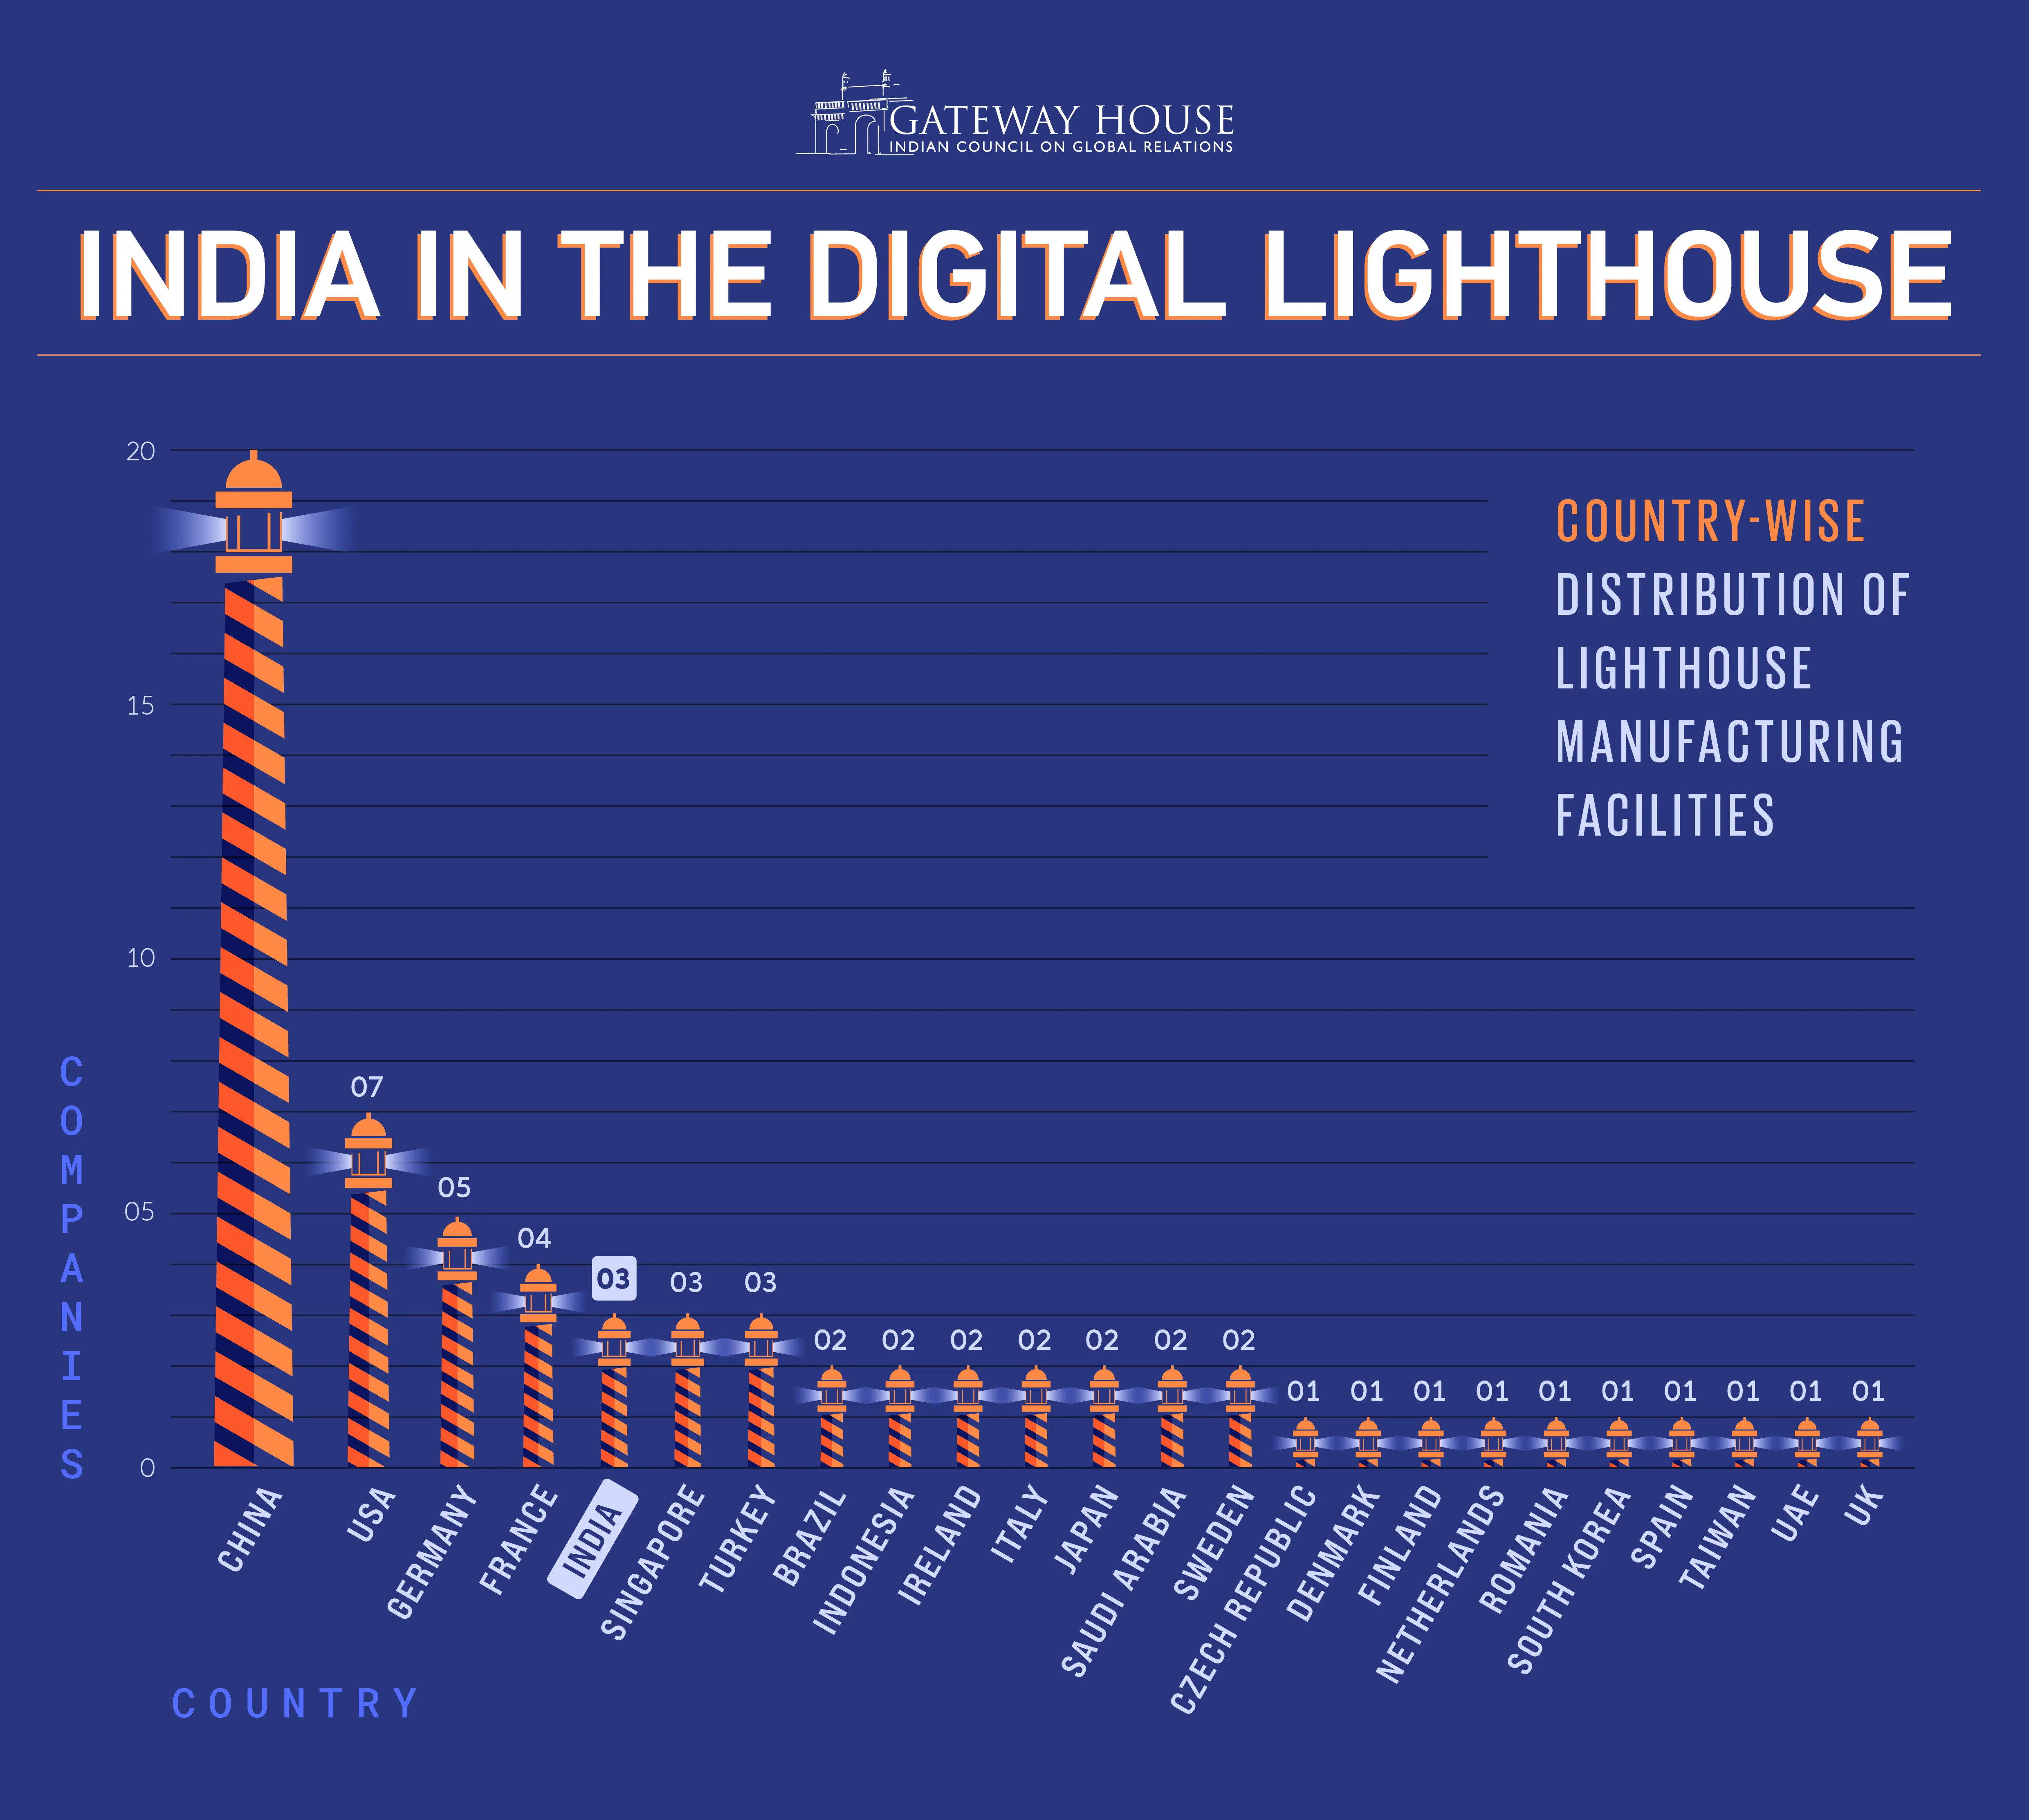 GATEWAY HOUSE
INDIAN COUNCIL ON GLOBAL RELATIONS
INDIA IN THE DIGITAL LIGHTHOUSE
COUNTRY-WISE
DISTRIBUTION OF
LIGHTHOUSE
MANUFACTURING
FACILITIES
20
15
10
05
0
COMPANIES
07
05
04
03
03
03
02
02
02
02
02
02
02
01
01
01
01
01
01
01
01
01
01
CHINA
USA
GERMANY
FRANCE
INDIA
SINGAPORE
TURKEY
BRAZIL
INDONESIA
IRELAND
ITALY
JAPAN
SAUDI ARABIA
SWEDEN
CZECH REPUBLIC
DENMARK
FINLAND
NETHERLANDS
ROMANIA
SOUTH KOREA
SPAIN
TAIWAN
UAE
UK
COUNTRY